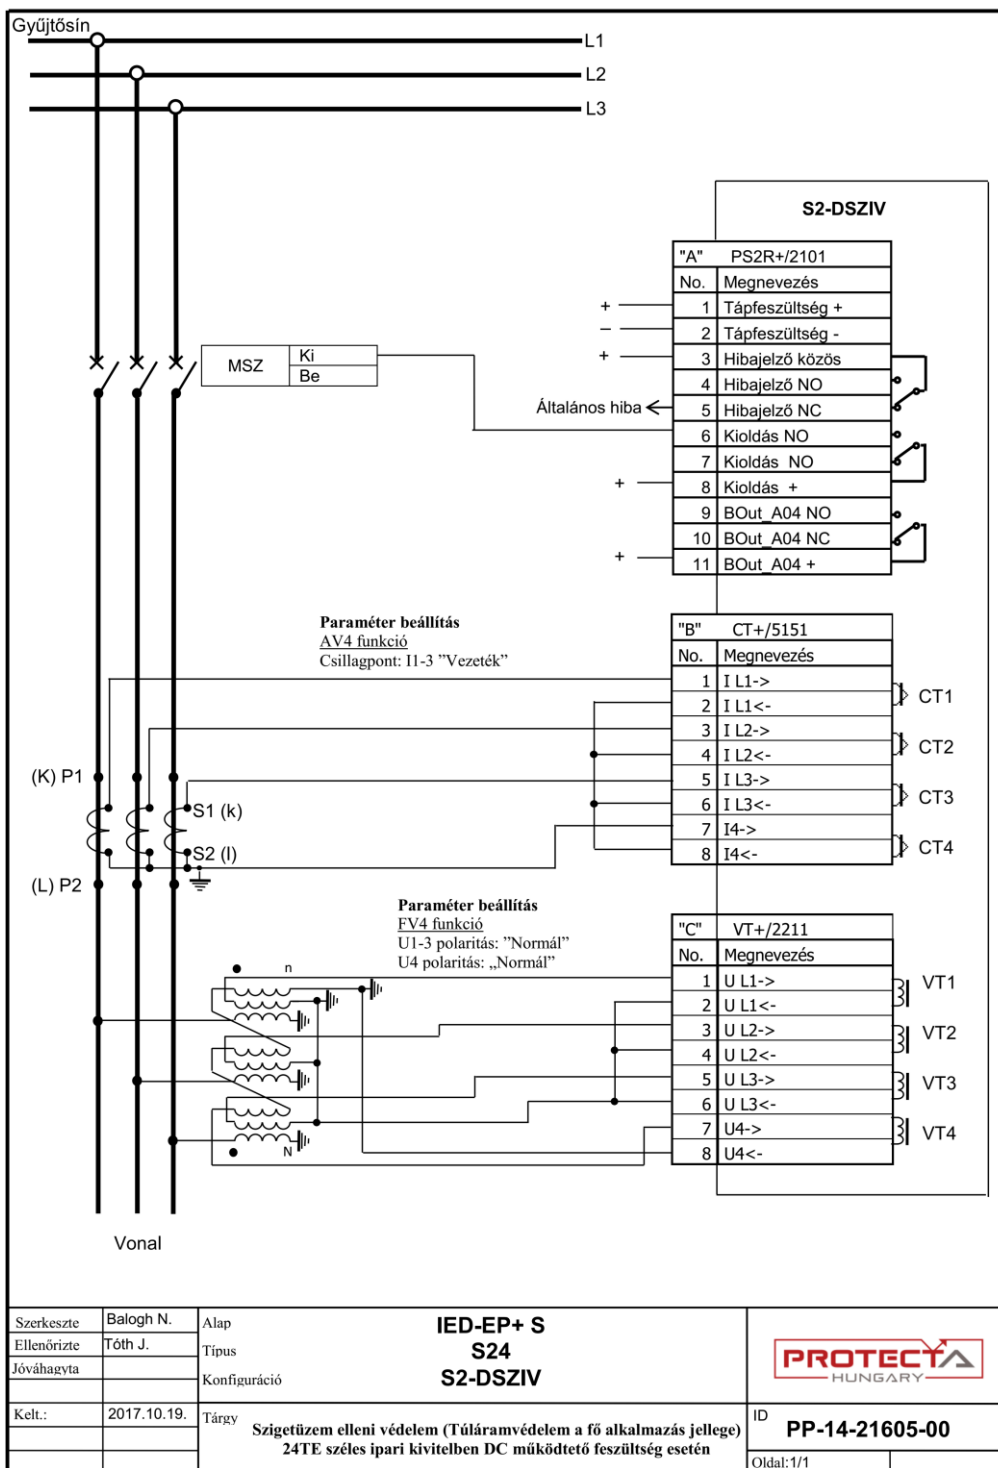 Gyűjtősín
L1
L2
L3
S2-DSZIV
"A" PS2R+/2101
No. Megnevezés
+ 1 Tápfeszültség +
– 2 Tápfeszültség -
+ 3 Hibajelző közös
4 Hibajelző NO
Általános hiba 5 Hibajelző NC
6 Kioldás NO
7 Kioldás NO
+ 8 Kioldás +
9 BOut_A04 NO
10 BOut_A04 NC
+ 11 BOut_A04 +
MSZ Ki
Be
Paraméter beállítás
AV4 funkció
Csillagpont: I1-3 ”Vezeték”
"B" CT+/5151
No. Megnevezés
1 I L1->
2 I L1<-
CT1
3 I L2->
4 I L2<-
CT2
5 I L3->
6 I L3<-
CT3
7 I4->
8 I4<-
CT4
(K) P1
S1 (k)
S2 (l)
(L) P2
Paraméter beállítás
FV4 funkció
U1-3 polaritás: ”Normál”
U4 polaritás: „Normál”
"C" VT+/2211
No. Megnevezés
1 U L1->
2 U L1<-
VT1
3 U L2->
4 U L2<-
VT2
5 U L3->
6 U L3<-
VT3
7 U4->
8 U4<-
VT4
n
N
Vonal
Szerkeszte Balogh N.
Ellenőrizte Tóth J.
Jóváhagyta
Kelt.: 2017.10.19.
Alap IED-EP+ S
Típus S24
Konfiguráció S2-DSZIV
Tárgy Szigetüzem elleni védelem (Túláramvédelem a fő alkalmazás jellege)
24TE széles ipari kivitelben DC működtető feszültség esetén
PROTECTA
HUNGARY
ID PP-14-21605-00
Oldal:1/1